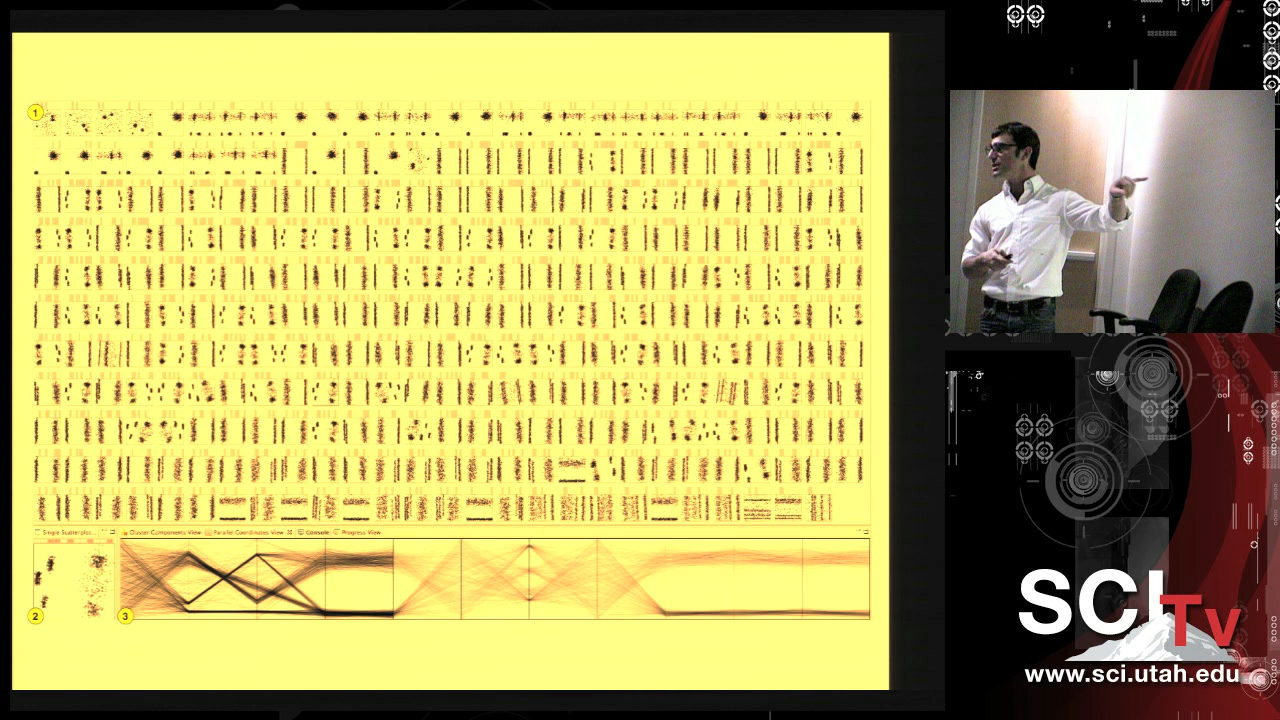 1
Single Scatterplot...
Cluster Components View
Parallel Coordinates View
Console
Progress View
2
3
SCI
Tv
www.sci.utah.edu